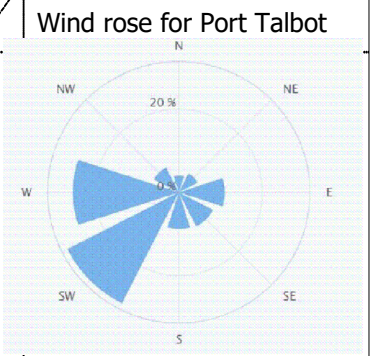 Wind rose for Port Talbot
N
NW
NE
20 %
W
0 %
E
SW
SE
S